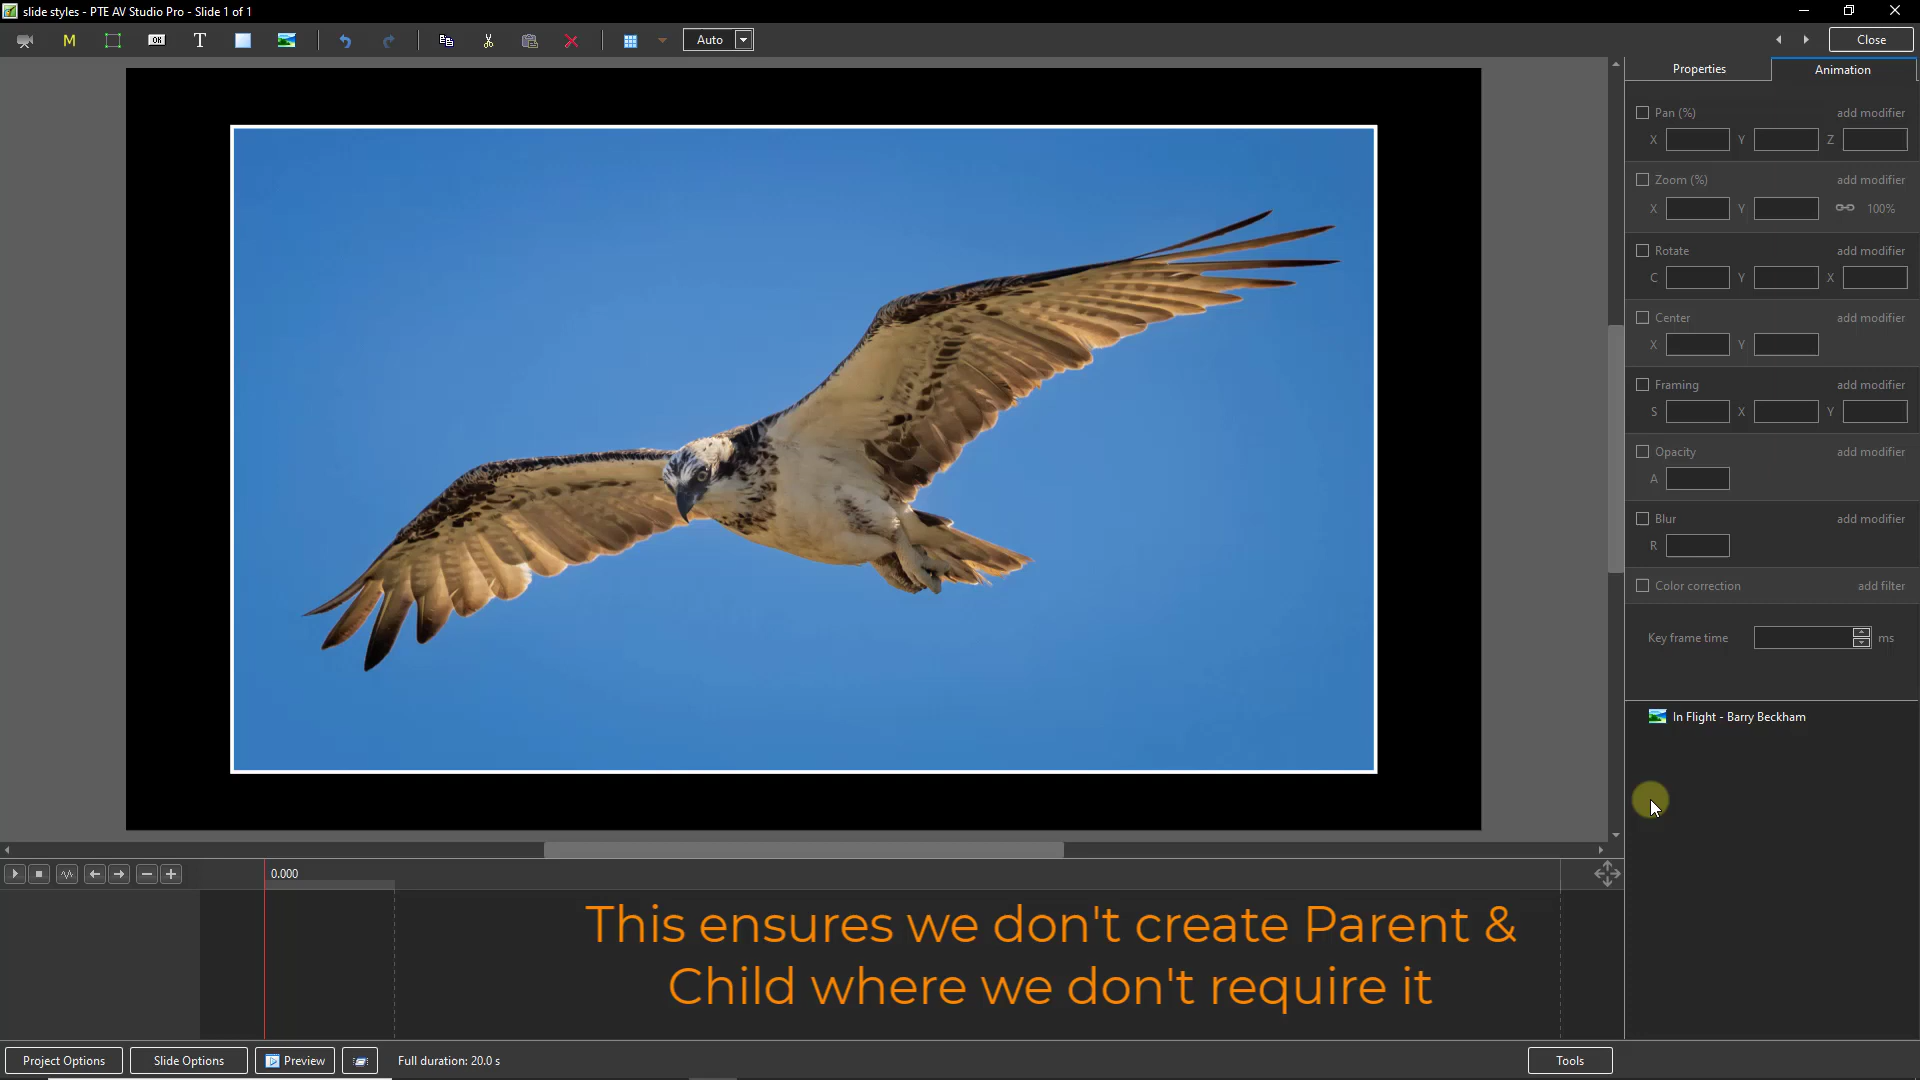 slide styles - PTE AV Studio Pro - Slide 1 of 1
M OK T Auto Close
Properties Animation
Pan (%) add modifier
X Y Z
Zoom (%) add modifier
X Y 100%
Rotate add modifier
C Y X
Center add modifier
X Y
Framing add modifier
S X Y
Opacity add modifier
A
Blur add modifier
R
Color correction add filter
Key frame time ms
In Flight - Barry Beckham
0.000
This ensures we don't create Parent &
Child where we don't require it
Project Options Slide Options Preview Full duration: 20.0 s Tools